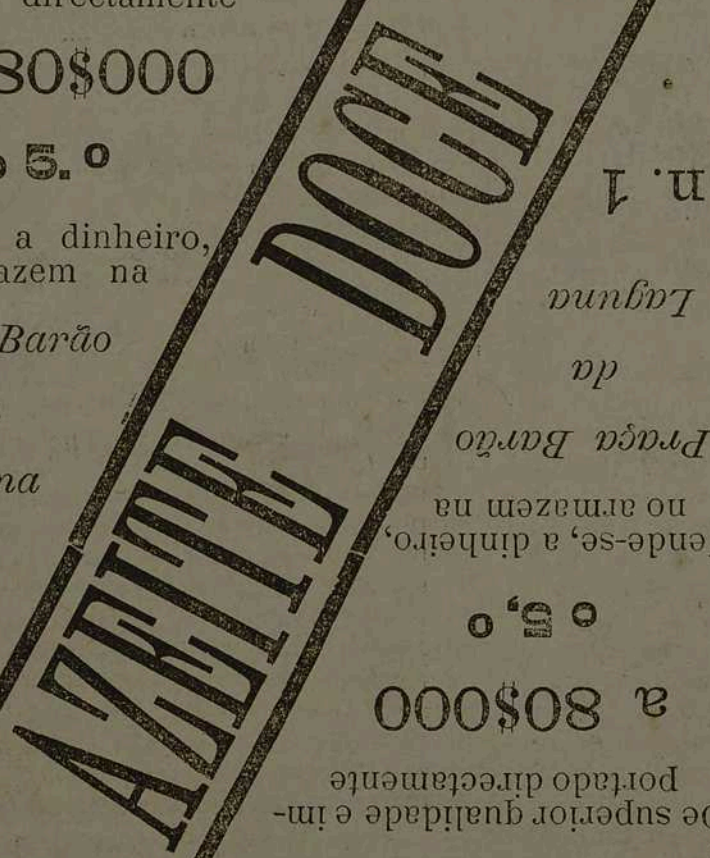 directamente
80$000
5.º
a dinheiro,
azem na
Barão
na
AZEITE DOCE
De superior qualidade e im-
portado directamente
a 80$000
o 5,º
ende-se, a dinheiro,
no armazem na
Praça Barão
da
Laguna
n. 1